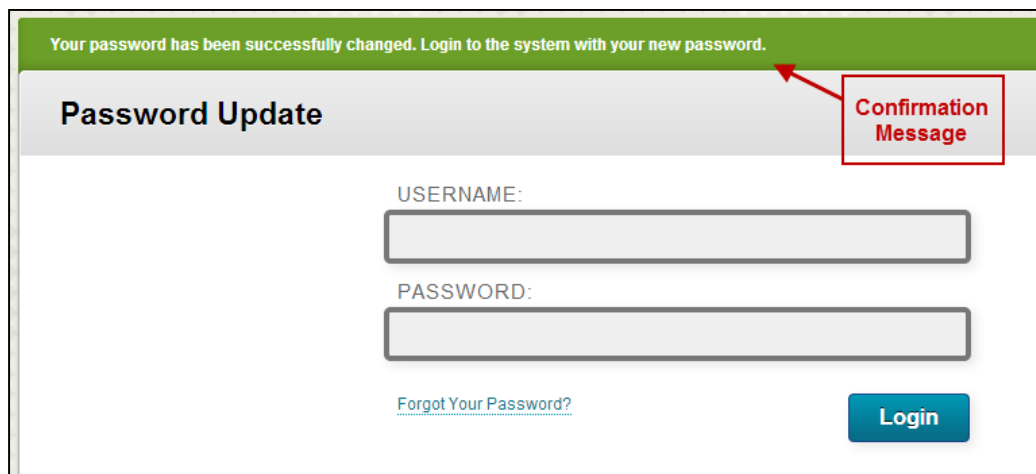 Your password has been successfully changed. Login to the system with your new password.
Password Update
Confirmation
Message
USERNAME:
PASSWORD:
Forgot Your Password?
Login